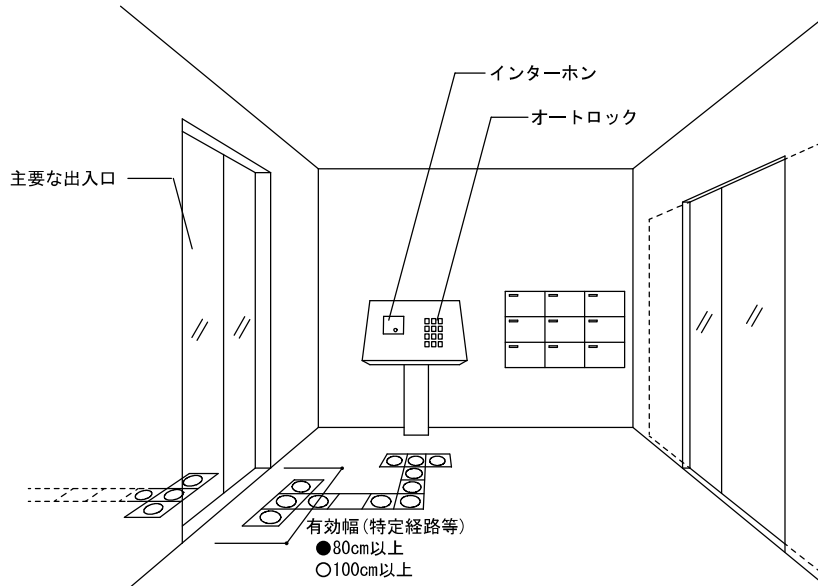 インターホン
オートロック
主要な出入口
有効幅(特定経路等)
●80cm以上
○100cm以上